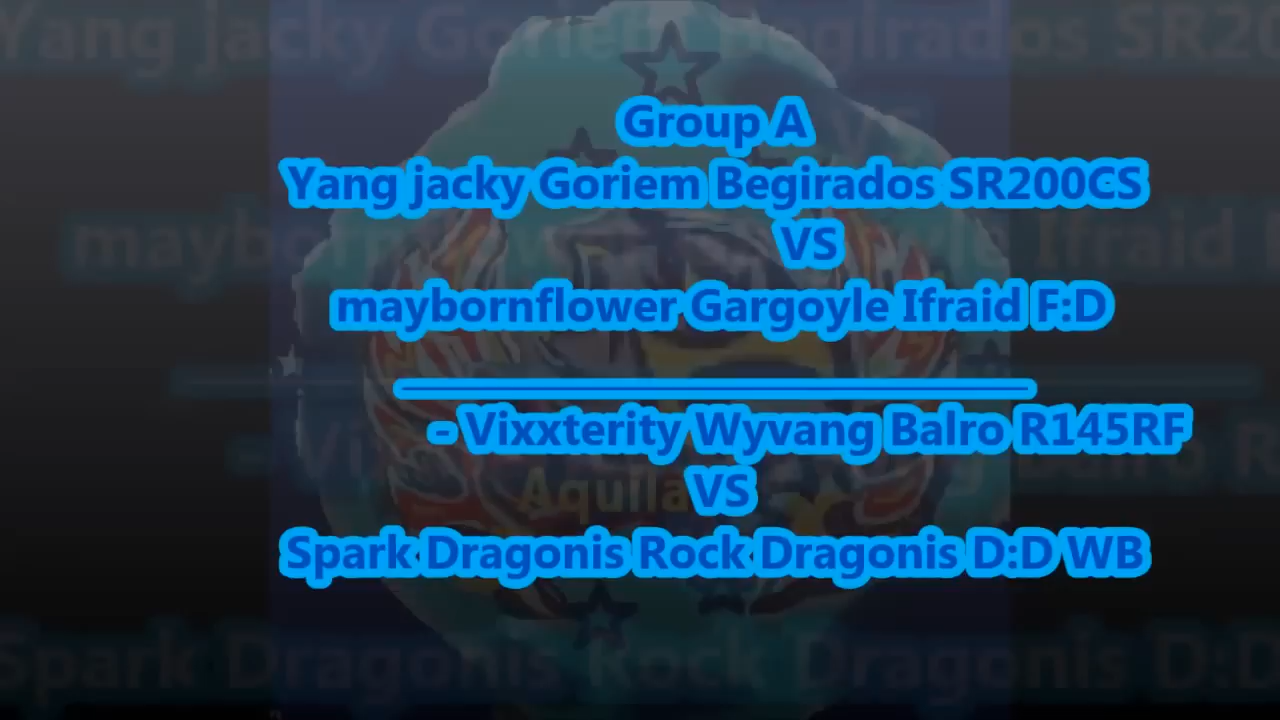 Group A
Yang jacky Goriem Begirados SR200CS
VS
maybornflower Gargoyle Ifraid F:D
- Vixxterity Wyvang Balro R145RF
VS
Aquila
Spark Dragonis Rock Dragonis D:D WB